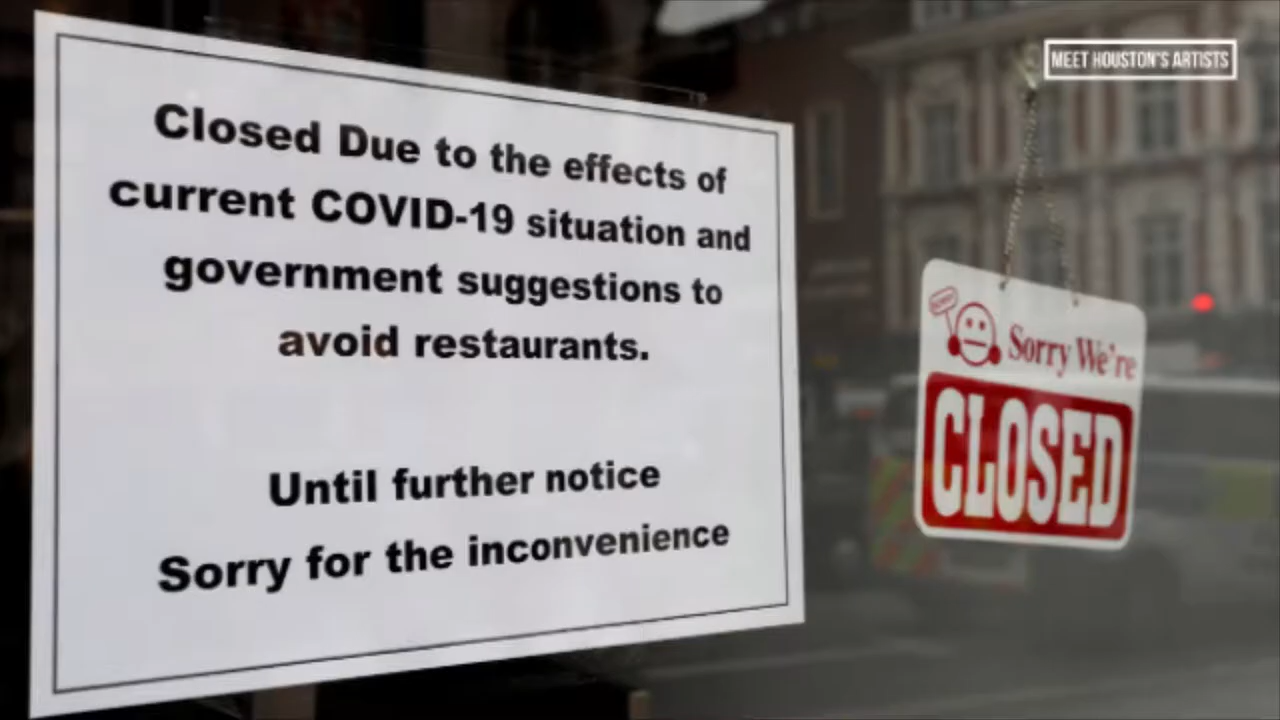 MEET HOUSTON'S ARTISTS
Closed Due to the effects of
current COVID-19 situation and
government suggestions to
avoid restaurants.
Until further notice
Sorry for the inconvenience
Sorry We're
CLOSED